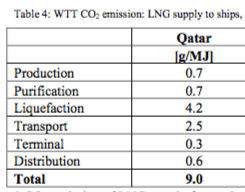 Table 4: WTT CO₂ emission: LNG supply to ships,
Qatar
[g/MJ]
Production 0.7
Purification 0.7
Liquefaction 4.2
Transport 2.5
Terminal 0.3
Distribution 0.6
Total 9.0